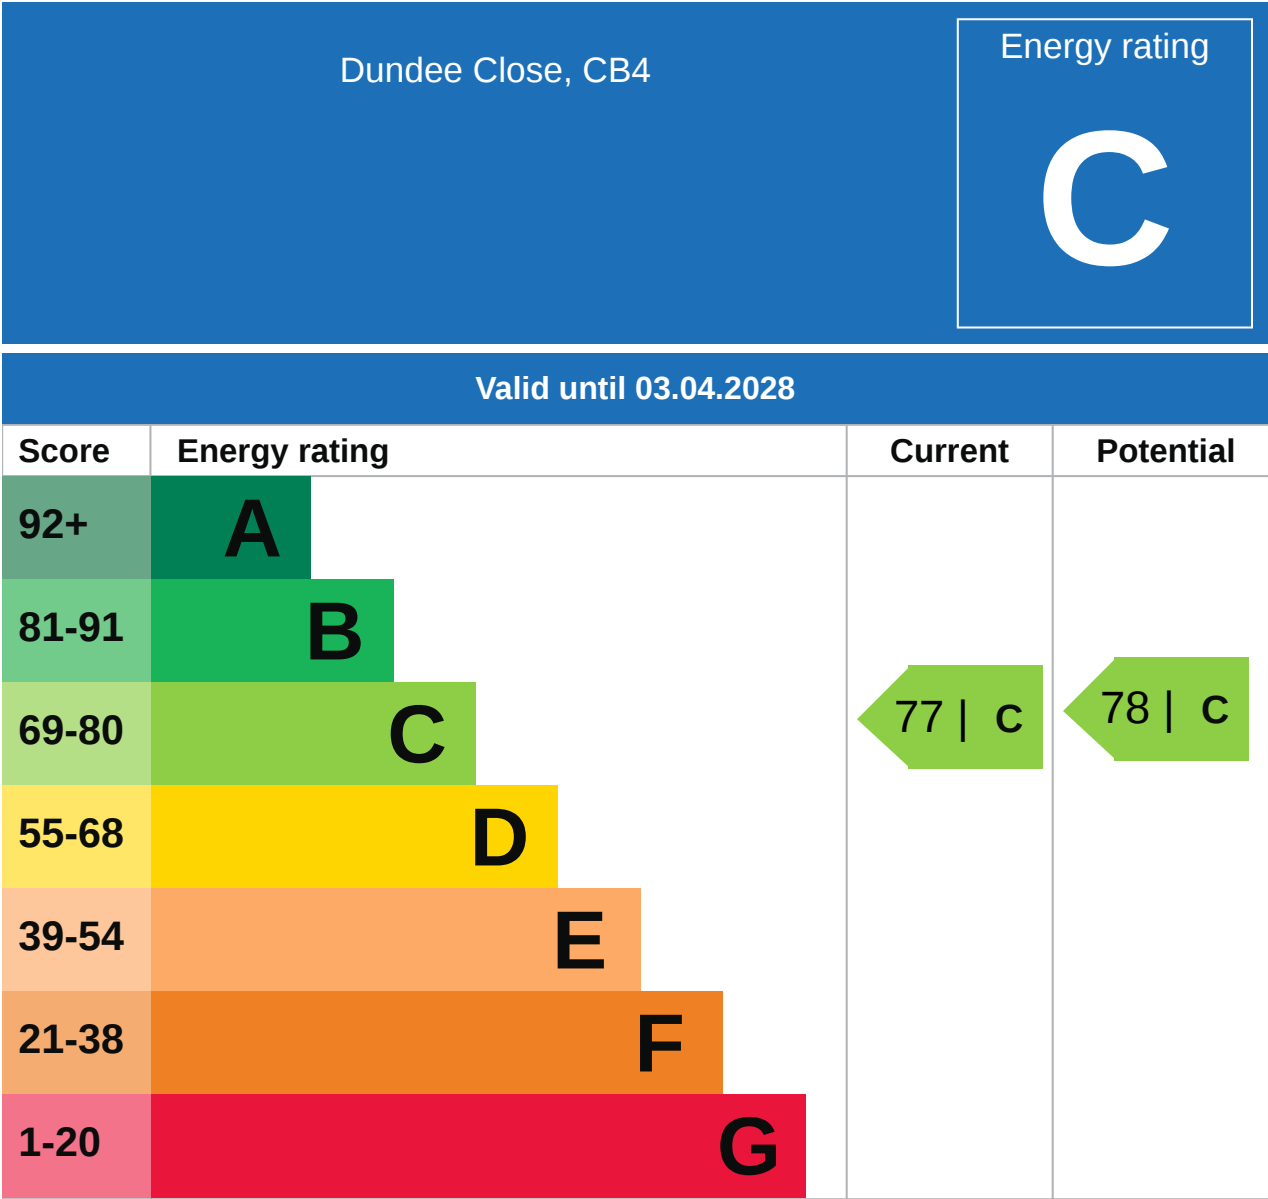 Dundee Close, CB4
Energy rating
C
Valid until 03.04.2028
Score Energy rating Current Potential
92+ A
81-91 B
69-80 C
77 | C
78 | C
55-68 D
39-54 E
21-38 F
1-20 G